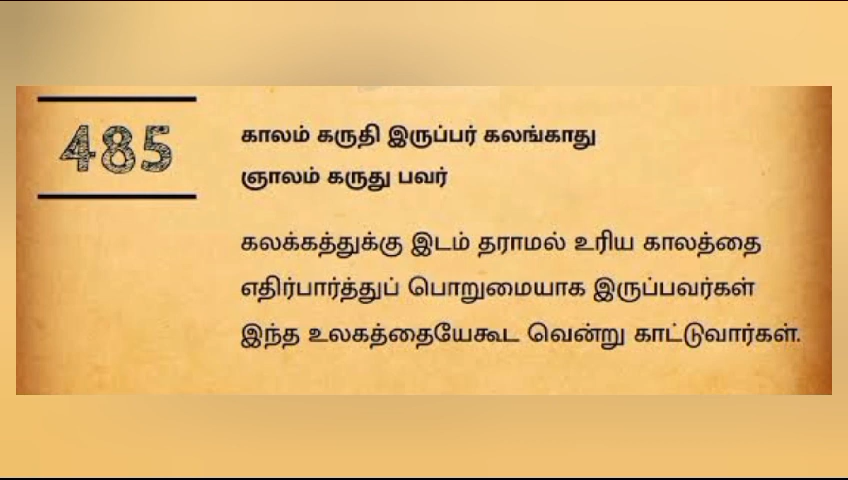 485
காலம் கருதி இருப்பர் கலங்காது
ஞாலம் கருது பவர்
கலக்கத்துக்கு இடம் தராமல் உரிய காலத்தை
எதிர்பார்த்துப் பொறுமையாக இருப்பவர்கள்
இந்த உலகத்தையேகூட வென்று காட்டுவார்கள்.